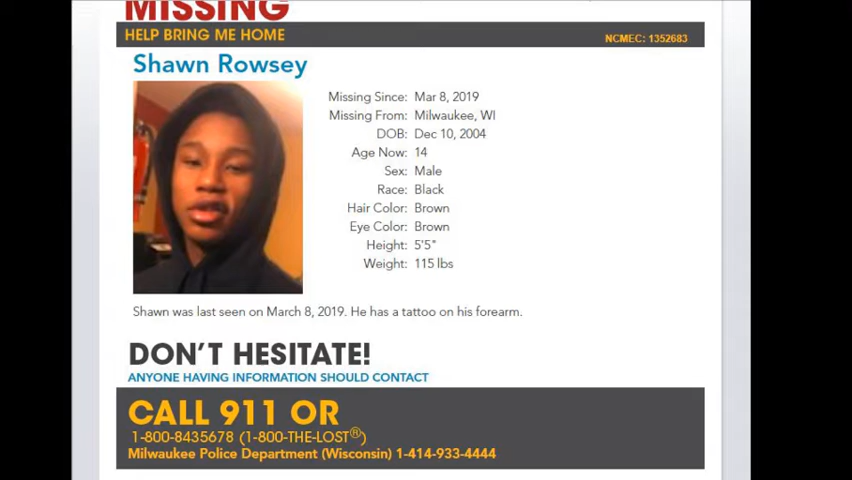 MISSING
HELP BRING ME HOME
NCMEC: 1352683
Shawn Rowsey
Missing Since: Mar 8, 2019
Missing From: Milwaukee, WI
DOB: Dec 10, 2004
Age Now: 14
Sex: Male
Race: Black
Hair Color: Brown
Eye Color: Brown
Height: 5'5"
Weight: 115 lbs
Shawn was last seen on March 8, 2019. He has a tattoo on his forearm.
DON'T HESITATE!
ANYONE HAVING INFORMATION SHOULD CONTACT
CALL 911 OR
1-800-8435678 (1-800-THE-LOST®)
Milwaukee Police Department (Wisconsin) 1-414-933-4444